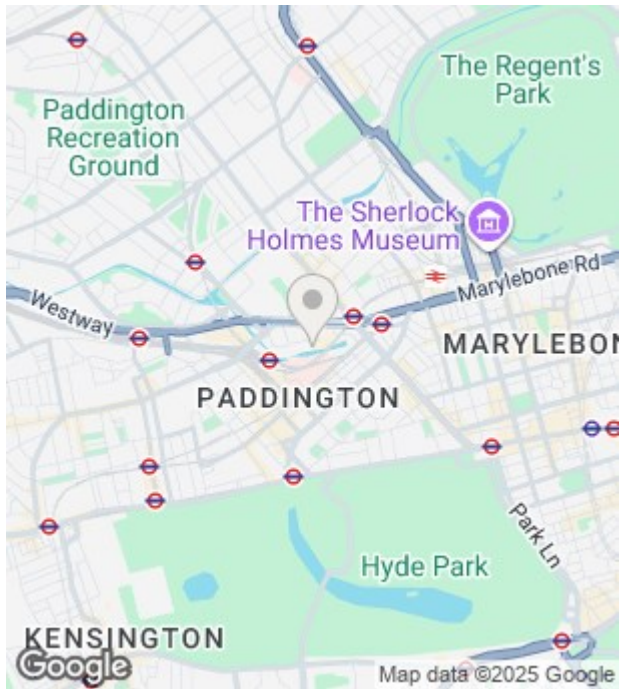 The Regent's
Park
Paddington
Recreation
Ground
The Sherlock
Holmes Museum
Westway
Marylebone Rd
MARYLEBON
PADDINGTON
Park Ln
Hyde Park
KENSINGTON
Google
Map data ©2025 Google